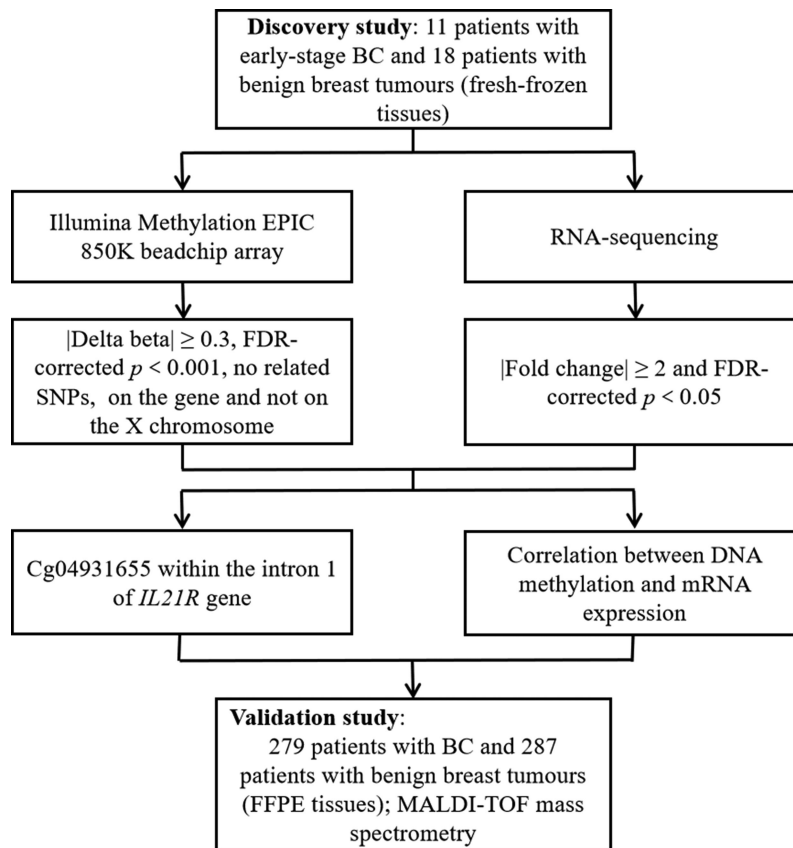 Discovery study: 11 patients with
early-stage BC and 18 patients with
benign breast tumours (fresh-frozen
tissues)
Illumina Methylation EPIC
850K beadchip array
RNA-sequencing
|Delta beta| ≥ 0.3, FDR-
corrected p < 0.001, no related
SNPs, on the gene and not on
the X chromosome
|Fold change| ≥ 2 and FDR-
corrected p < 0.05
Cg04931655 within the intron 1
of IL21R gene
Correlation between DNA
methylation and mRNA
expression
Validation study:
279 patients with BC and 287
patients with benign breast tumours
(FFPE tissues); MALDI-TOF mass
spectrometry